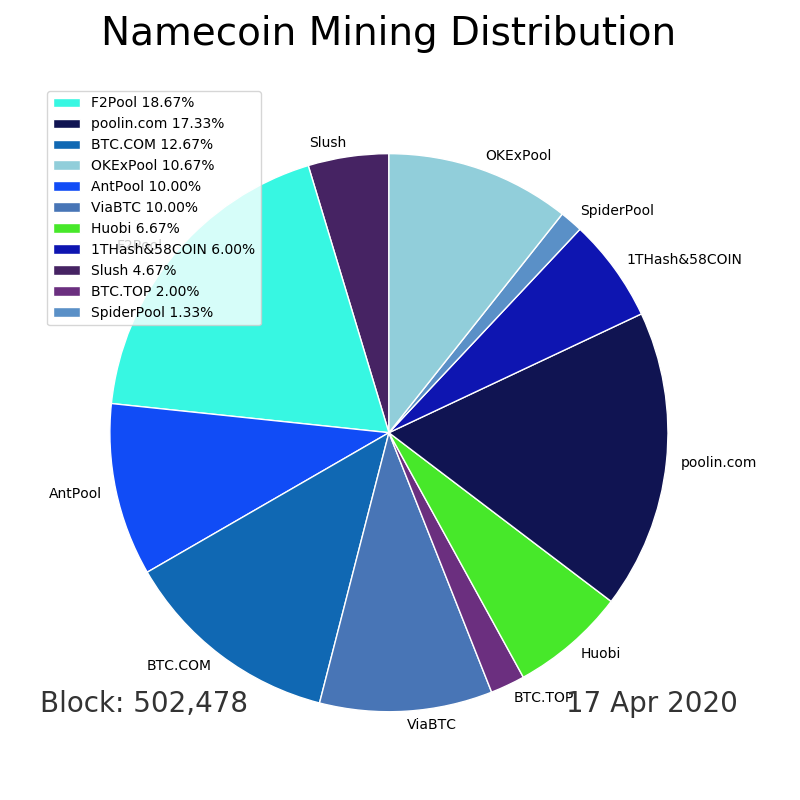 Namecoin Mining Distribution
F2Pool 18.67%
poolin.com 17.33%
BTC.COM 12.67%
OKExPool 10.67%
AntPool 10.00%
ViaBTC 10.00%
Huobi 6.67%
1THash&58COIN 6.00%
Slush 4.67%
BTC.TOP 2.00%
SpiderPool 1.33%
Slush
OKExPool
SpiderPool
F2Pool
1THash&58COIN
poolin.com
AntPool
Huobi
BTC.COM
BTC.TOP
ViaBTC
Block: 502,478
17 Apr 2020